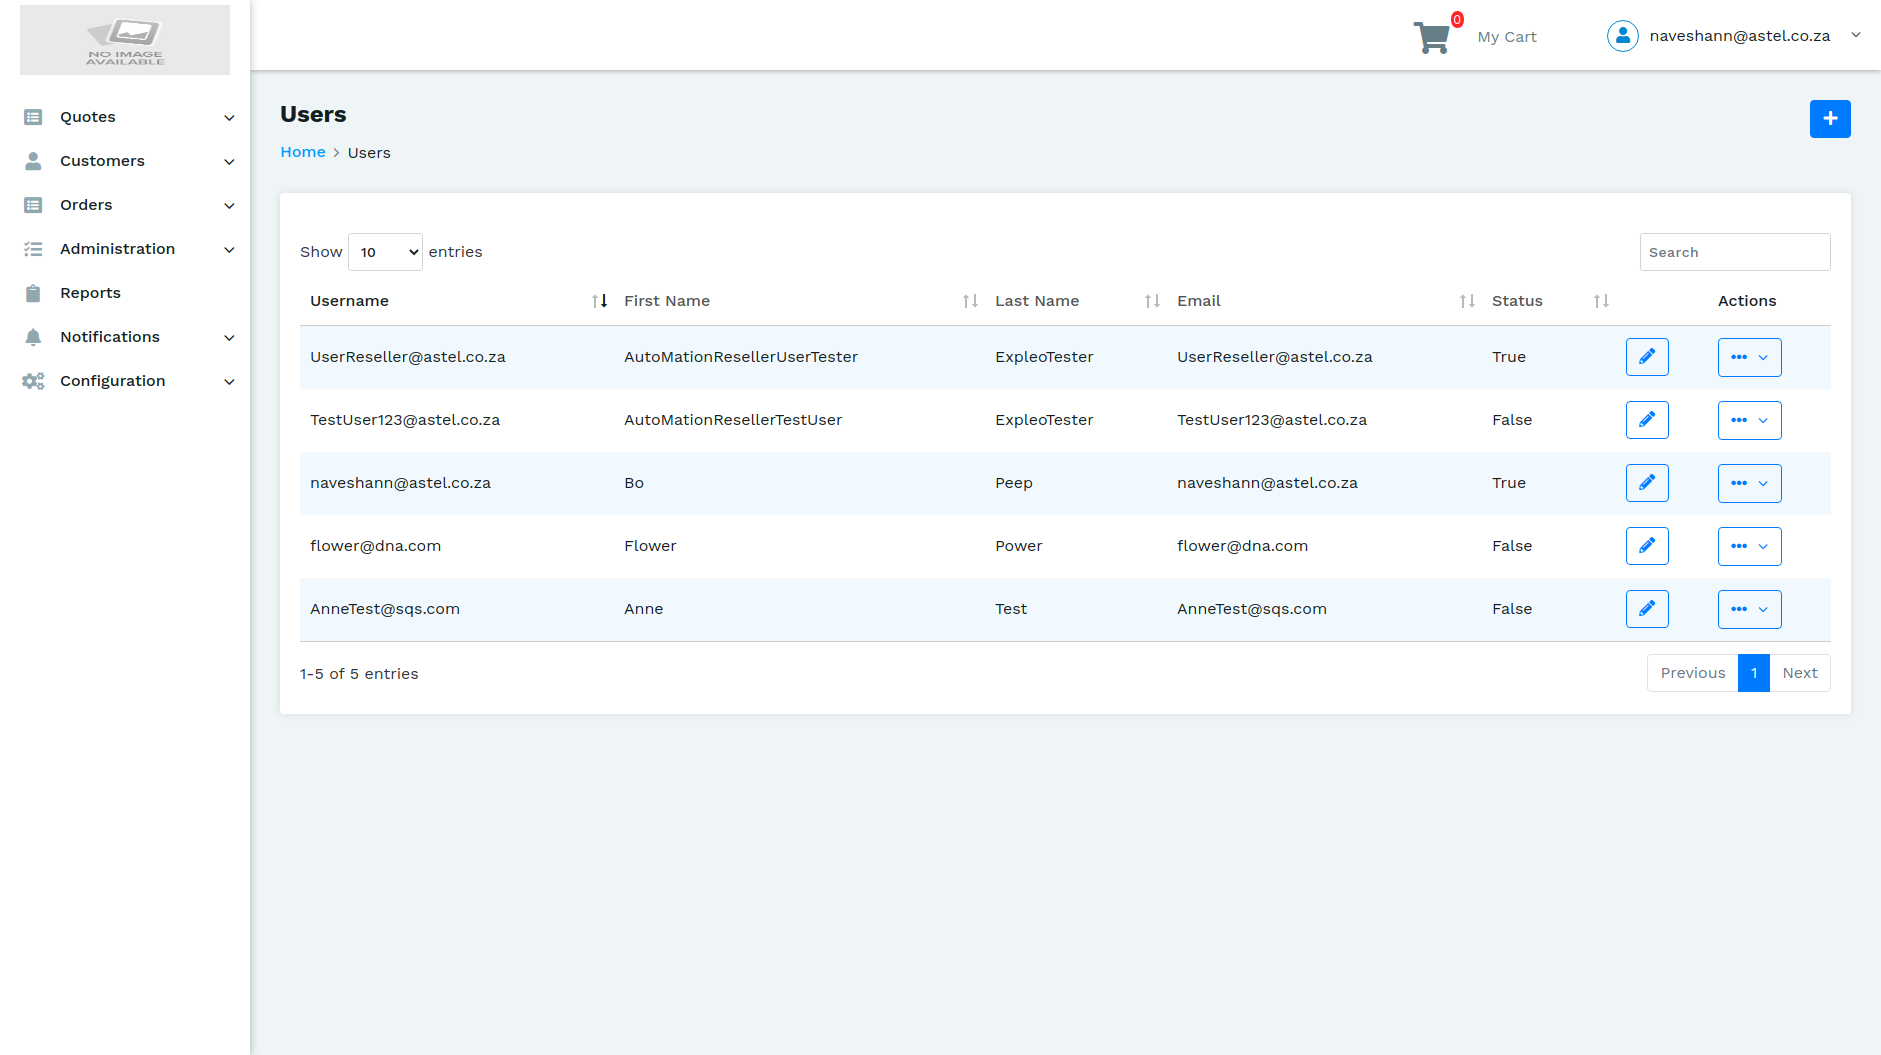 NO IMAGE
AVAILABLE
0
My Cart
naveshann@astel.co.za
Quotes
Customers
Orders
Administration
Reports
Notifications
Configuration
Users
Home > Users
Show 10 entries
Search
Username First Name Last Name Email Status Actions
UserReseller@astel.co.za AutoMationResellerUserTester ExpleoTester UserReseller@astel.co.za True
TestUser123@astel.co.za AutoMationResellerTestUser ExpleoTester TestUser123@astel.co.za False
naveshann@astel.co.za Bo Peep naveshann@astel.co.za True
flower@dna.com Flower Power flower@dna.com False
AnneTest@sqs.com Anne Test AnneTest@sqs.com False
1-5 of 5 entries
Previous 1 Next